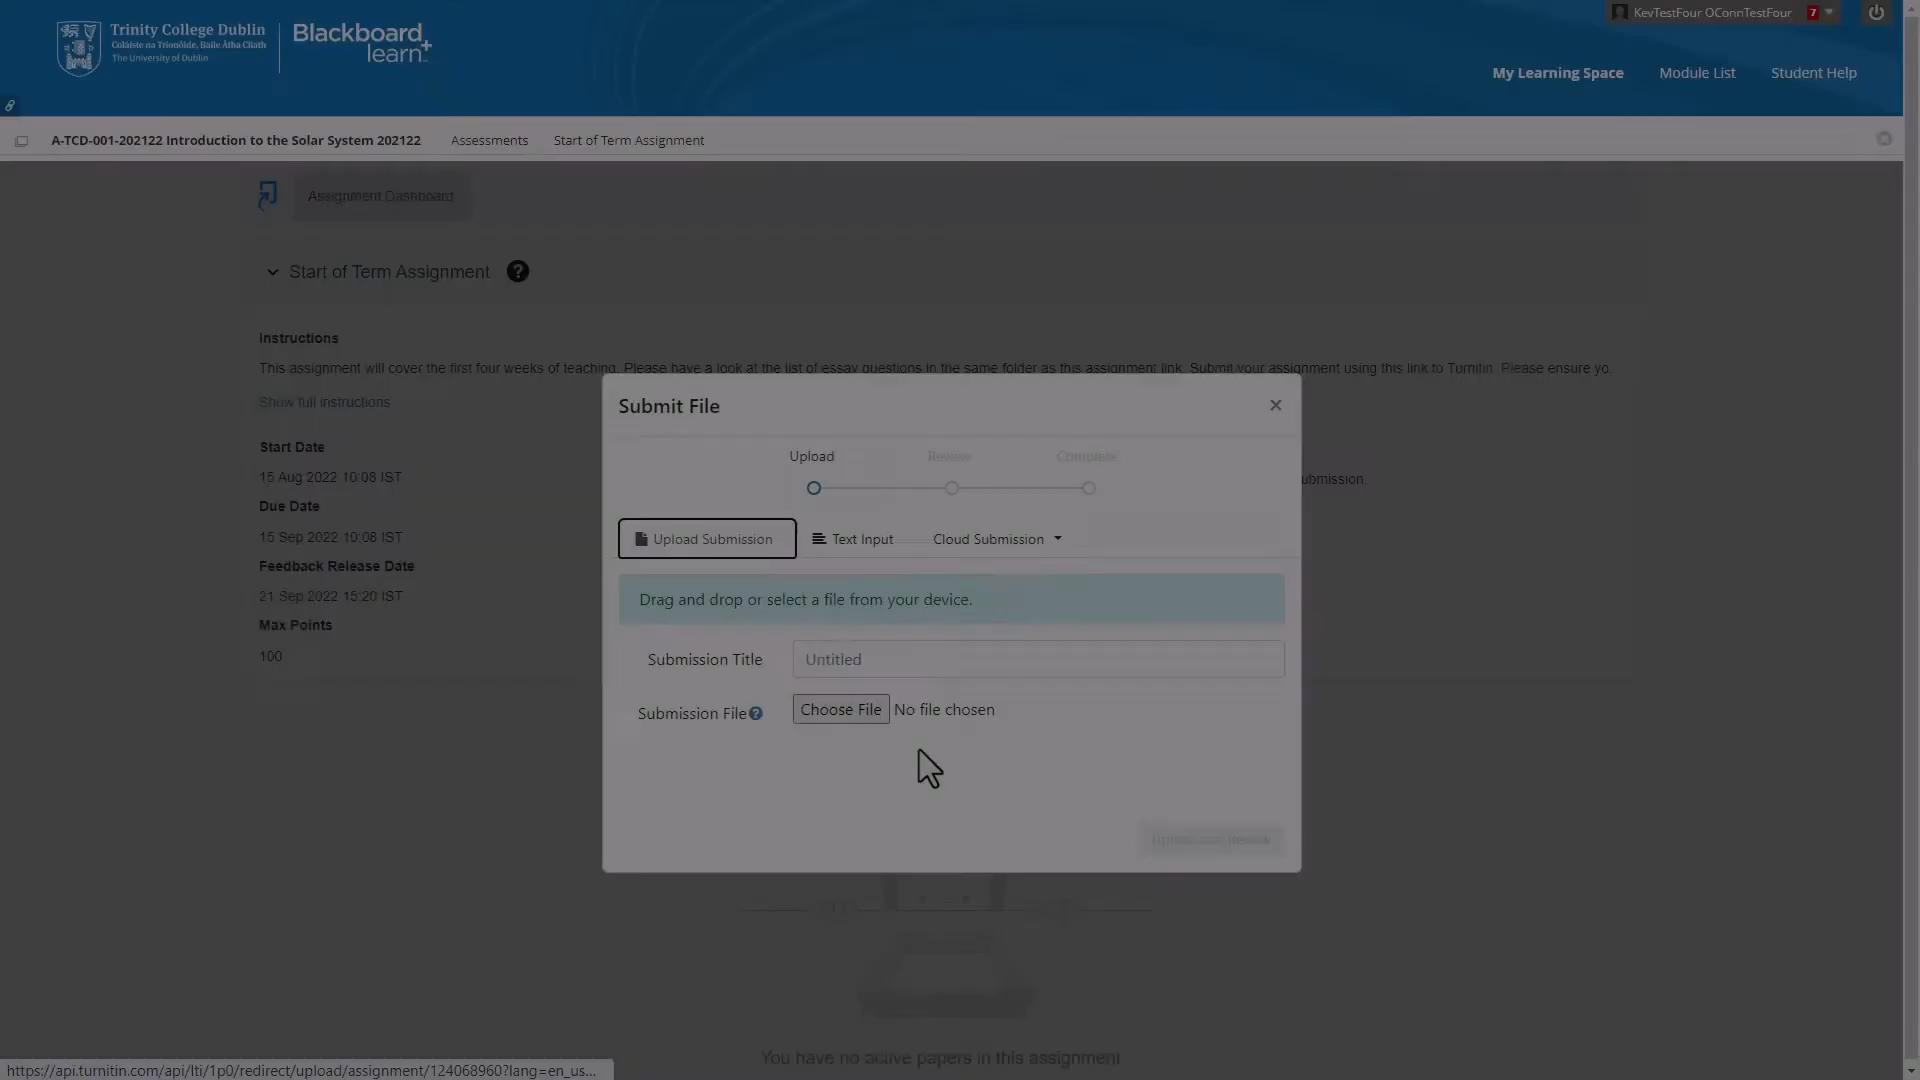 KevTestFour OConnTestFour 7
Trinity College Dublin
Coláiste na Tríonóide, Baile Átha Cliath
The University of Dublin
Blackboard
learn
My Learning Space Module List Student Help
A-TCD-001-202122 Introduction to the Solar System 202122 Assessments Start of Term Assignment
Assignment Dashboard
Start of Term Assignment ?
Instructions
This assignment will cover the first four weeks of teaching. Please have a look at the list of essay questions in the same folder as this assignment link. Submit your assignment using this link to Turnitin. Please ensure yo.
Show full instructions
Start Date
15 Aug 2022 10:08 IST
ubmission.
Due Date
15 Sep 2022 10:08 IST
Feedback Release Date
21 Sep 2022 15:20 IST
Max Points
100
Submit File
Upload Review Complete
Upload Submission Text Input Cloud Submission
Drag and drop or select a file from your device.
Submission Title Untitled
Submission File Choose File No file chosen
Upload and Review
You have no active papers in this assignment
https://api.turnitin.com/api/lti/1p0/redirect/upload/assignment/124068960?lang=en_us...